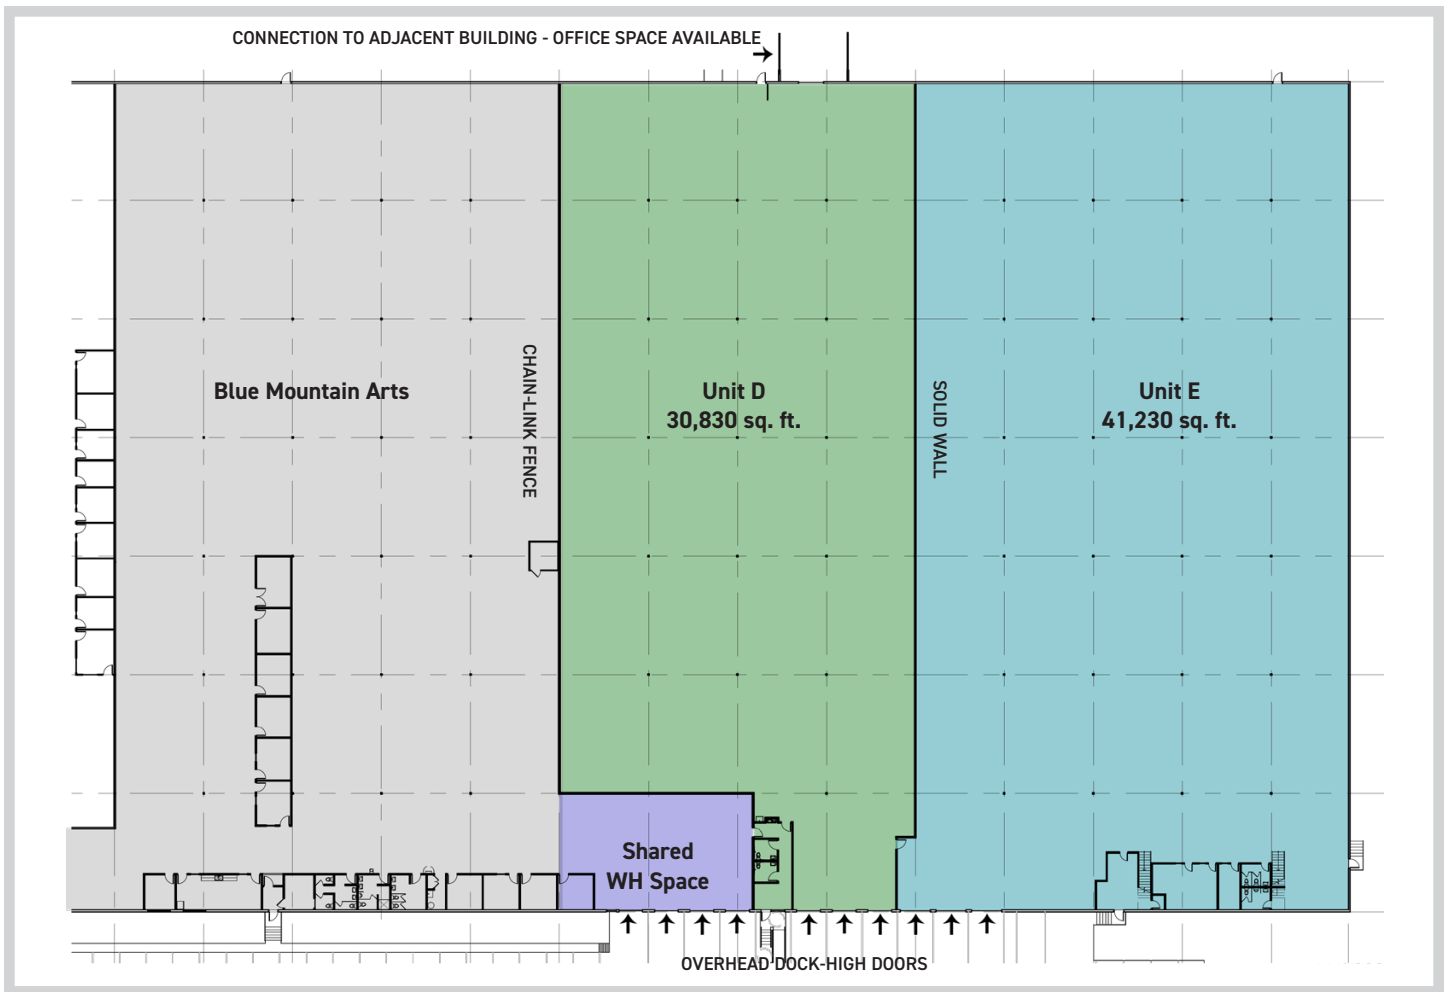 CONNECTION TO ADJACENT BUILDING - OFFICE SPACE AVAILABLE
CHAIN-LINK FENCE
Blue Mountain Arts
Unit D
30,830 sq. ft.
SOLID WALL
Unit E
41,230 sq. ft.
Shared
WH Space
OVERHEAD DOCK-HIGH DOORS